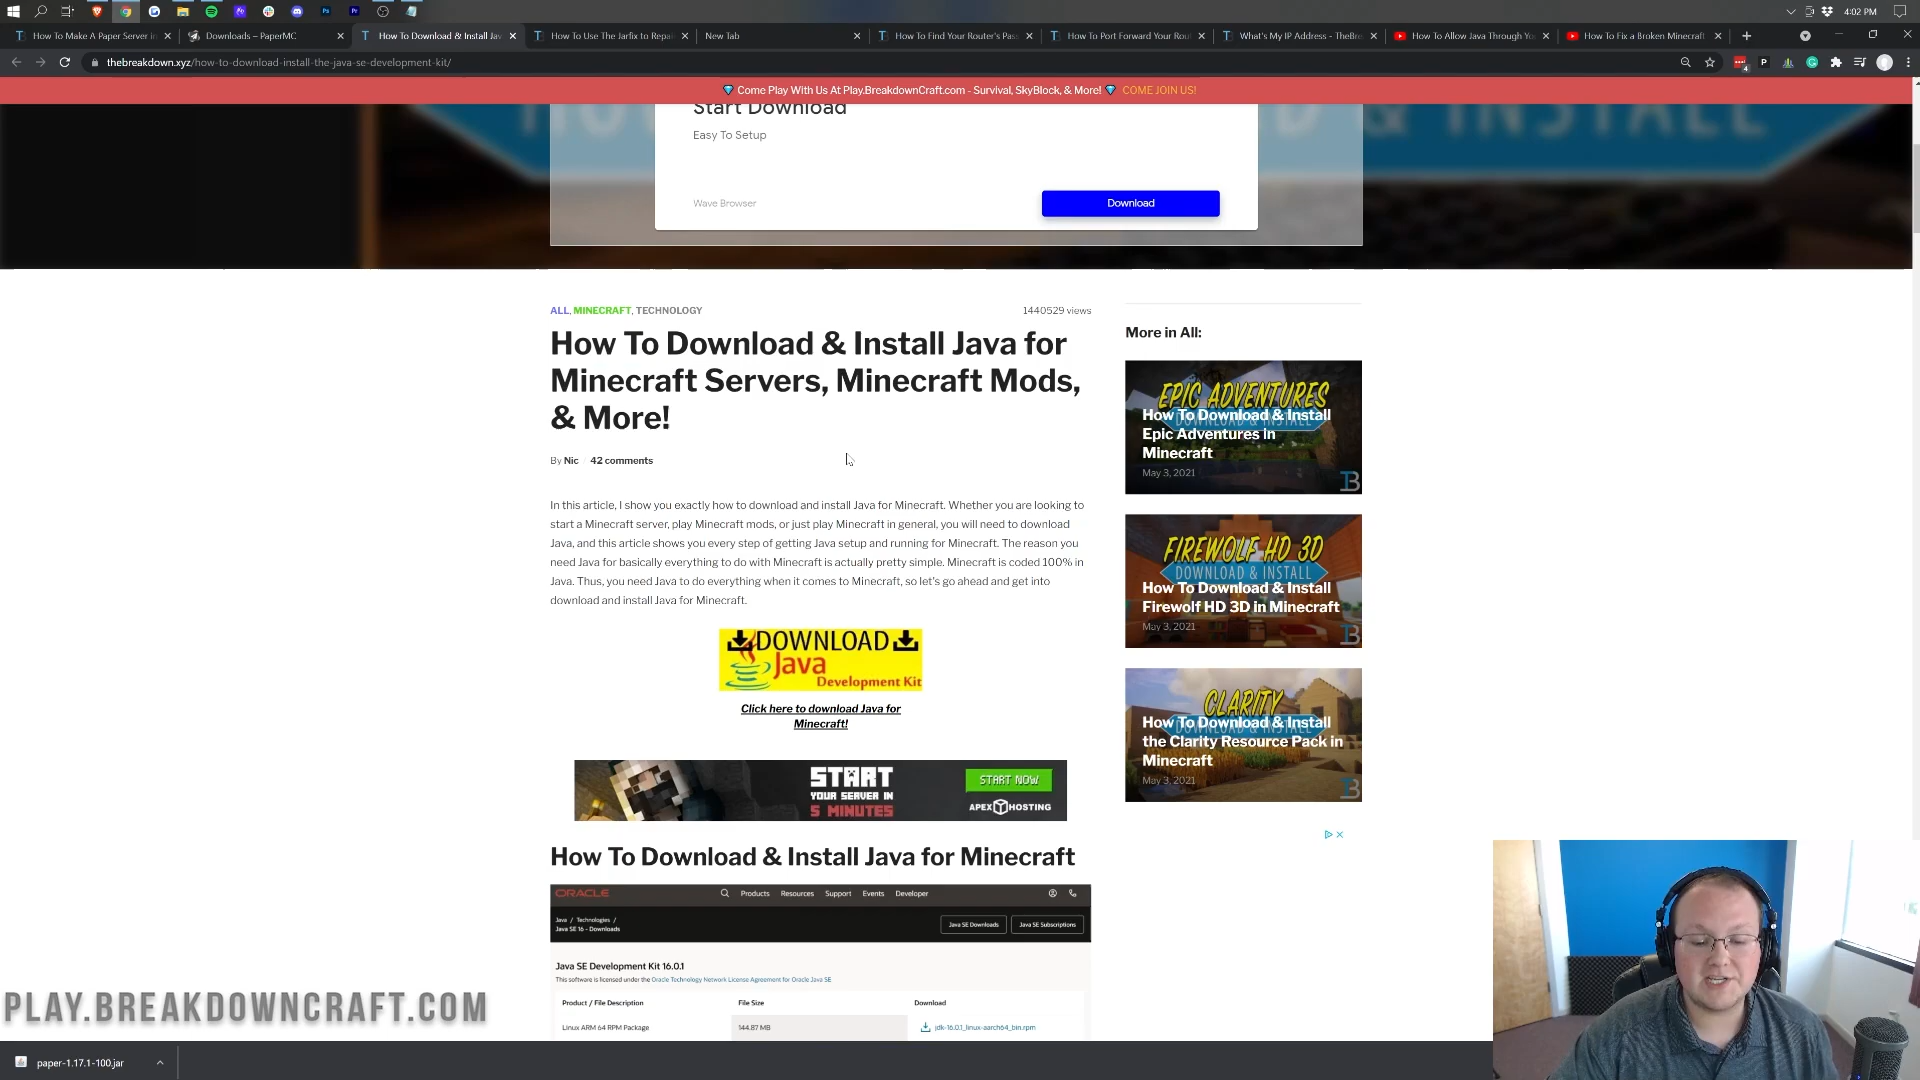 4:02 PM
How To Make A Paper Server in
Downloads – PaperMC
How To Download & Install Jav
How To Use The Jarfix to Repai
New Tab
How To Find Your Router's Pas
How To Port Forward Your Rou
What's My IP Address - TheBre
How To Allow Java Through Yo
How To Fix a Broken Minecraft
thebreakdown.xyz/how-to-download-install-the-java-se-development-kit/
Come Play With Us At Play.BreakdownCraft.com - Survival, SkyBlock, & More! COME JOIN US!
Start Download
Easy To Setup
Wave Browser
Download
ALL, MINECRAFT, TECHNOLOGY
1440529 views
How To Download & Install Java for
Minecraft Servers, Minecraft Mods,
& More!
By Nic / 42 comments
In this article, I show you exactly how to download and install Java for Minecraft. Whether you are looking to
start a Minecraft server, play Minecraft mods, or just play Minecraft in general, you will need to download
Java, and this article shows you every step of getting Java setup and running for Minecraft. The reason you
need Java for basically everything to do with Minecraft is actually pretty simple. Minecraft is coded 100% in
Java. Thus, you need Java to do everything when it comes to Minecraft, so let's go ahead and get into
download and install Java for Minecraft.
DOWNLOAD
Java
Development Kit
Click here to download Java for
Minecraft!
START
YOUR SERVER IN
5 MINUTES
START NOW
APEX HOSTING
How To Download & Install Java for Minecraft
ORACLE
Products Resources Support Events Developer
Java / Technologies /
Java SE 16 - Downloads
Java SE Downloads
Java SE Subscriptions
Java SE Development Kit 16.0.1
This software is licensed under the Oracle Technology Network License Agreement for Oracle Java SE
Product / File Description File Size Download
Linux ARM 64 RPM Package 144.87 MB jdk-16.0.1_linux-aarch64_bin.rpm
More in All:
EPIC ADVENTURES
How To Download & Install
Epic Adventures in
Minecraft
May 3, 2021
FIREWOLF HD 3D
DOWNLOAD & INSTALL
How To Download & Install
Firewolf HD 3D in Minecraft
May 3, 2021
CLARITY
How To Download & Install
the Clarity Resource Pack in
Minecraft
May 3, 2021
PLAY.BREAKDOWNCRAFT.COM
paper-1.17.1-100.jar